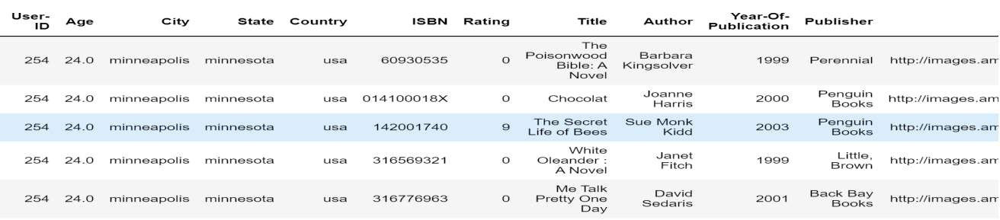 User-ID Age City State Country ISBN Rating Title Author Year-Of-Publication Publisher
254 24.0 minneapolis minnesota usa 60930535 0 The Poisonwood Bible: A Novel Barbara Kingsolver 1999 Perennial http://images.am
254 24.0 minneapolis minnesota usa 014100018X 0 Chocolat Joanne Harris 2000 Penguin Books http://images.am
254 24.0 minneapolis minnesota usa 142001740 9 The Secret Life of Bees Sue Monk Kidd 2003 Penguin Books http://images.am
254 24.0 minneapolis minnesota usa 316569321 0 White Oleander : A Novel Janet Fitch 1999 Little, Brown http://images.am
254 24.0 minneapolis minnesota usa 316776963 0 Me Talk Pretty One Day David Sedaris 2001 Back Bay Books http://images.am